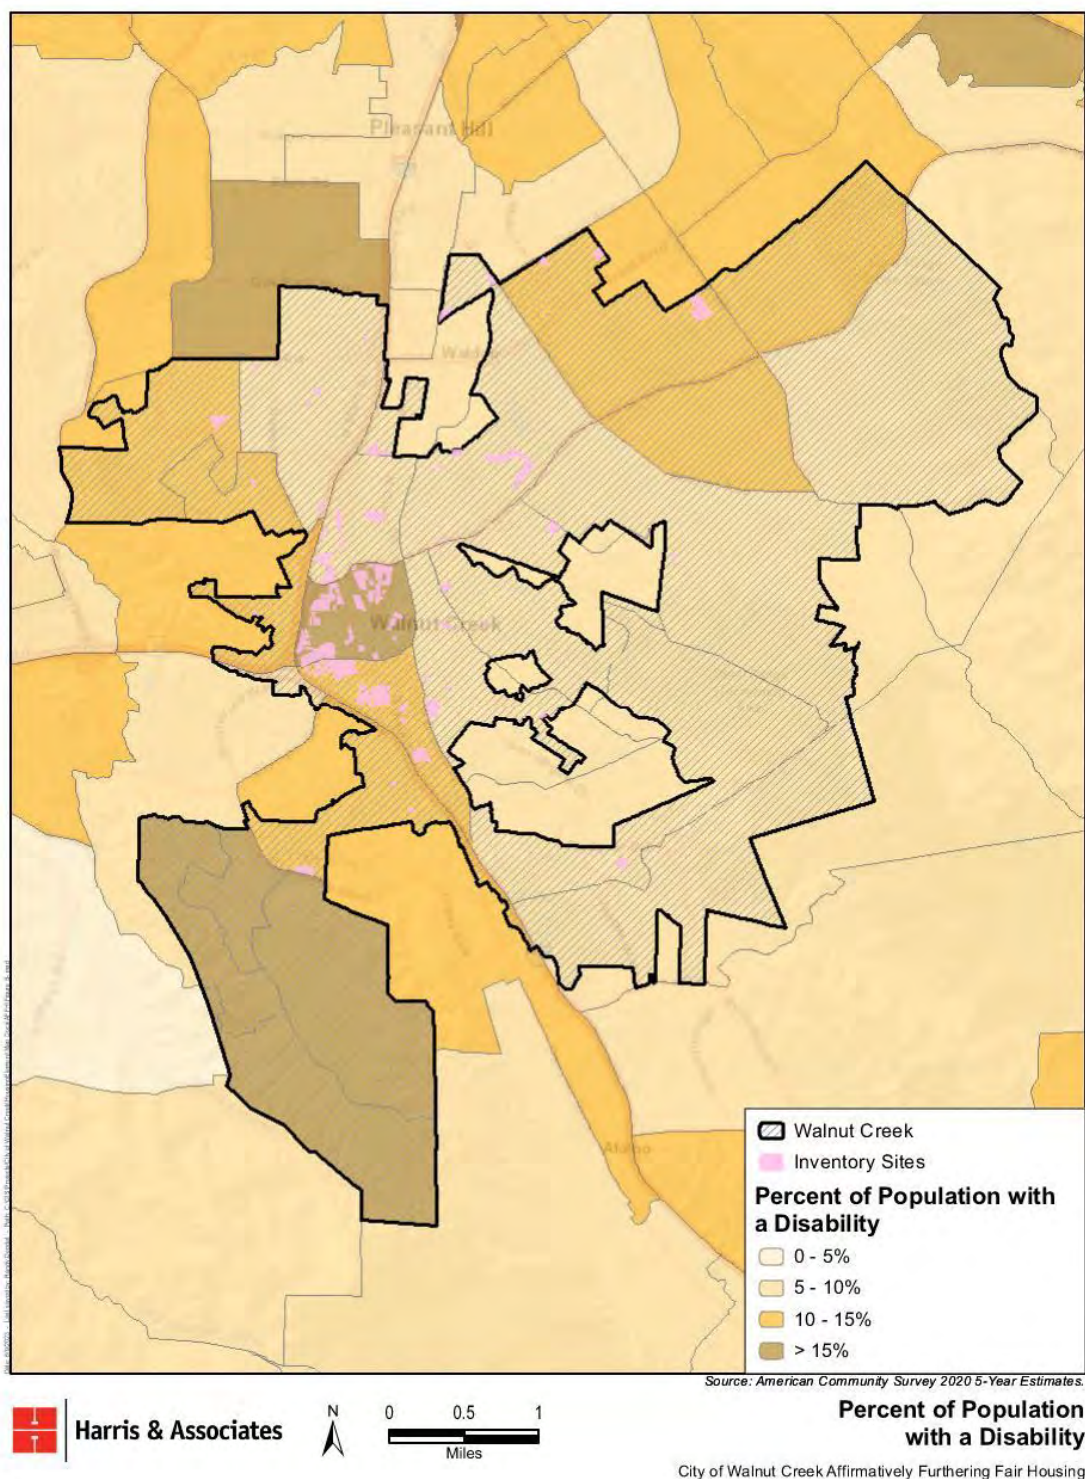 Pleasant Hill
Walnut Creek
Alamo
Walnut Creek
Inventory Sites
Percent of Population with
a Disability
0 - 5%
5 - 10%
10 - 15%
> 15%
Source: American Community Survey 2020 5-Year Estimates.
Harris & Associates
N
0 0.5 1
Miles
Percent of Population
with a Disability
City of Walnut Creek Affirmatively Furthering Fair Housing